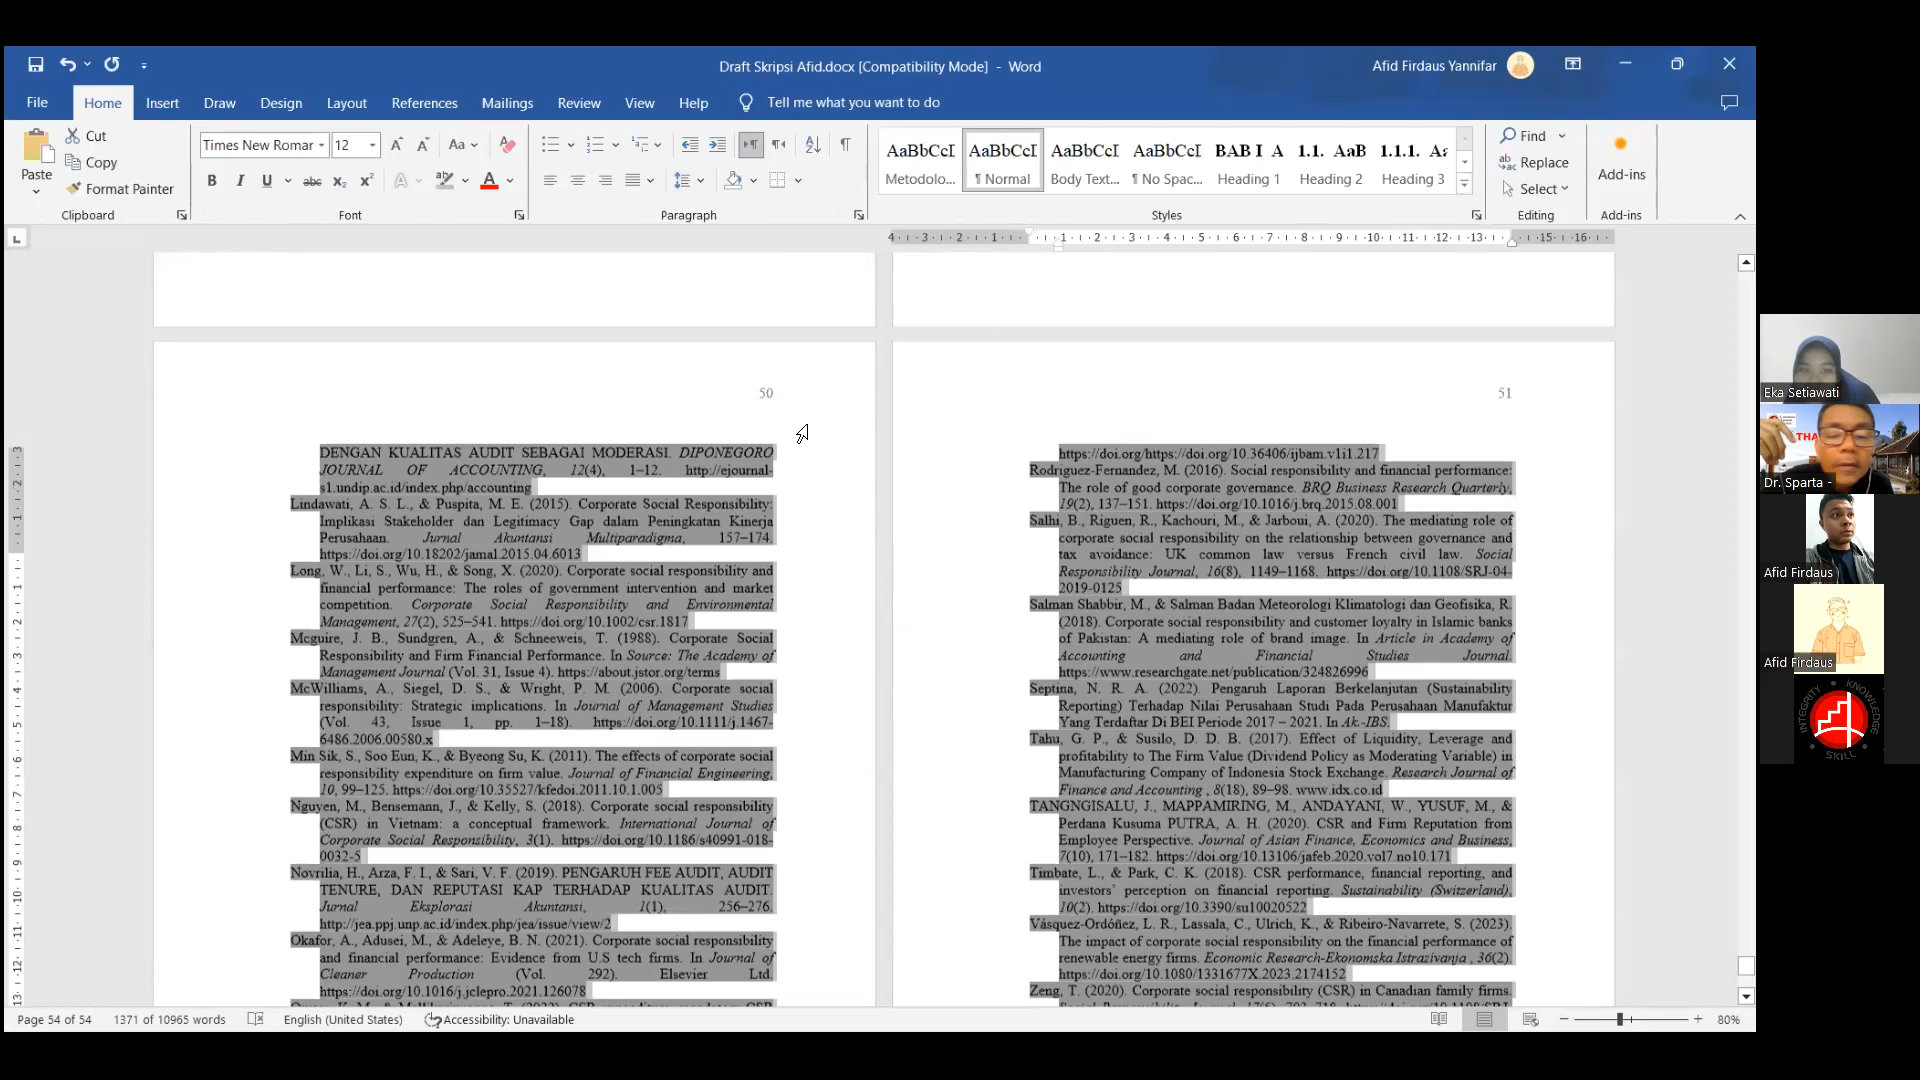 Draft Skripsi Afid.docx [Compatibility Mode] - Word
Afid Firdaus Yannifar
File Home Insert Draw Design Layout References Mailings Review View Help Tell me what you want to do
Paste
Cut
Copy
Format Painter
Clipboard
Times New Romar 12
Font
Paragraph
AaBbCcI AaBbCcI AaBbCcI AaBbCcI BAB I A 1.1. AaB 1.1.1. Aa
Metodolo... ¶ Normal Body Text... ¶ No Spac... Heading 1 Heading 2 Heading 3
Styles
Find
Replace
Select
Editing
Add-ins
Add-ins
50
DENGAN KUALITAS AUDIT SEBAGAI MODERASI. DIPONEGORO
JOURNAL OF ACCOUNTING, 12(4), 1–12. http://ejournal-
s1.undip.ac.id/index.php/accounting
Lindawati, A. S. L., & Puspita, M. E. (2015). Corporate Social Responsibility:
Implikasi Stakeholder dan Legitimacy Gap dalam Peningkatan Kinerja
Perusahaan. Jurnal Akuntansi Multiparadigma, 157–174.
https://doi.org/10.18202/jamal.2015.04.6013
Long, W., Li, S., Wu, H., & Song, X. (2020). Corporate social responsibility and
financial performance: The roles of government intervention and market
competition. Corporate Social Responsibility and Environmental
Management, 27(2), 525–541. https://doi.org/10.1002/csr.1817
Mcguire, J. B., Sundgren, A., & Schneeweis, T. (1988). Corporate Social
Responsibility and Firm Financial Performance. In Source: The Academy of
Management Journal (Vol. 31, Issue 4). https://about.jstor.org/terms
McWilliams, A., Siegel, D. S., & Wright, P. M. (2006). Corporate social
responsibility: Strategic implications. In Journal of Management Studies
(Vol. 43, Issue 1, pp. 1–18). https://doi.org/10.1111/j.1467-
6486.2006.00580.x
Min Sik, S., Soo Eun, K., & Byeong Su, K. (2011). The effects of corporate social
responsibility expenditure on firm value. Journal of Financial Engineering,
10, 99–125. https://doi.org/10.35527/kfedoi.2011.10.1.005
Nguyen, M., Bensemann, J., & Kelly, S. (2018). Corporate social responsibility
(CSR) in Vietnam: a conceptual framework. International Journal of
Corporate Social Responsibility, 3(1). https://doi.org/10.1186/s40991-018-
0032-5
Novrilia, H., Arza, F. I., & Sari, V. F. (2019). PENGARUH FEE AUDIT, AUDIT
TENURE, DAN REPUTASI KAP TERHADAP KUALITAS AUDIT.
Jurnal Eksplorasi Akuntansi, 1(1), 256–276.
http://jea.ppj.unp.ac.id/index.php/jea/issue/view/2
Okafor, A., Adusei, M., & Adeleye, B. N. (2021). Corporate social responsibility
and financial performance: Evidence from U.S tech firms. In Journal of
Cleaner Production (Vol. 292). Elsevier Ltd.
https://doi.org/10.1016/j.jclepro.2021.126078
51
https://doi.org/https://doi.org/10.36406/ijbam.v1i1.217
Rodriguez-Fernandez, M. (2016). Social responsibility and financial performance:
The role of good corporate governance. BRQ Business Research Quarterly,
19(2), 137–151. https://doi.org/10.1016/j.brq.2015.08.001
Salhi, B., Riguen, R., Kachouri, M., & Jarboui, A. (2020). The mediating role of
corporate social responsibility on the relationship between governance and
tax avoidance: UK common law versus French civil law. Social
Responsibility Journal, 16(8), 1149–1168. https://doi.org/10.1108/SRJ-04-
2019-0125
Salman Shabbir, M., & Salman Badan Meteorologi Klimatologi dan Geofisika, R.
(2018). Corporate social responsibility and customer loyalty in Islamic banks
of Pakistan: A mediating role of brand image. In Article in Academy of
Accounting and Financial Studies Journal.
https://www.researchgate.net/publication/324826996
Septina, N. R. A. (2022). Pengaruh Laporan Berkelanjutan (Sustainability
Reporting) Terhadap Nilai Perusahaan Studi Pada Perusahaan Manufaktur
Yang Terdaftar Di BEI Periode 2017 – 2021. In Ak.-IBS.
Tahu, G. P., & Susilo, D. D. B. (2017). Effect of Liquidity, Leverage and
profitability to The Firm Value (Dividend Policy as Moderating Variable) in
Manufacturing Company of Indonesia Stock Exchange. Research Journal of
Finance and Accounting , 8(18), 89–98. www.idx.co.id
TANGNGISALU, J., MAPPAMIRING, M., ANDAYANI, W., YUSUF, M., &
Perdana Kusuma PUTRA, A. H. (2020). CSR and Firm Reputation from
Employee Perspective. Journal of Asian Finance, Economics and Business,
7(10), 171–182. https://doi.org/10.13106/jafeb.2020.vol7.no10.171
Timbate, L., & Park, C. K. (2018). CSR performance, financial reporting, and
investors' perception on financial reporting. Sustainability (Switzerland),
10(2). https://doi.org/10.3390/su10020522
Vásquez-Ordóñez, L. R., Lassala, C., Ulrich, K., & Ribeiro-Navarrete, S. (2023).
The impact of corporate social responsibility on the financial performance of
renewable energy firms. Economic Research-Ekonomska Istrazivanja , 36(2).
https://doi.org/10.1080/1331677X.2023.2174152
Zeng, T. (2020). Corporate social responsibility (CSR) in Canadian family firms.
Page 54 of 54 1371 of 10965 words English (United States) Accessibility: Unavailable 80%
Eka Setiawati
THA
Dr. Sparta -
Afid Firdaus
Afid Firdaus
INTEGRITY KNOWLEDGE SKILL